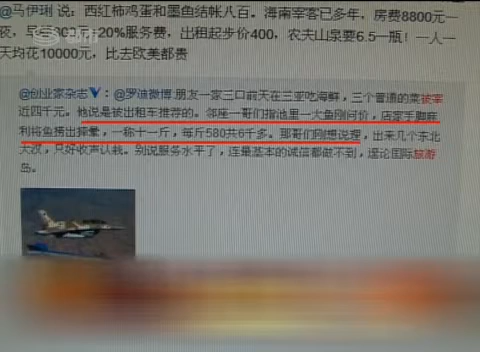 @马伊琍 说：西红柿鸡蛋和墨鱼结帐八百。海南宰客已多年，房费8800元一
夜，早 20%服务费，出租起步价400，农夫山泉要6.5一瓶！一人一
天均花10000元，比去欧美都贵
@创业家杂志：@罗迪微博 朋友一家三口前天在三亚吃海鲜，三个普通的菜被宰
近四千元。他说是被出租车推荐的。邻座一哥们指池里一大鱼刚问价，店家手脚麻
利将鱼捞出摔晕，一称十一斤，每斤580共6千多。那哥们刚想说理，出来几个东北
大汉，只好收声认栽。别说服务水平了，连最基本的诚信都做不到，遑论国际旅游
岛。